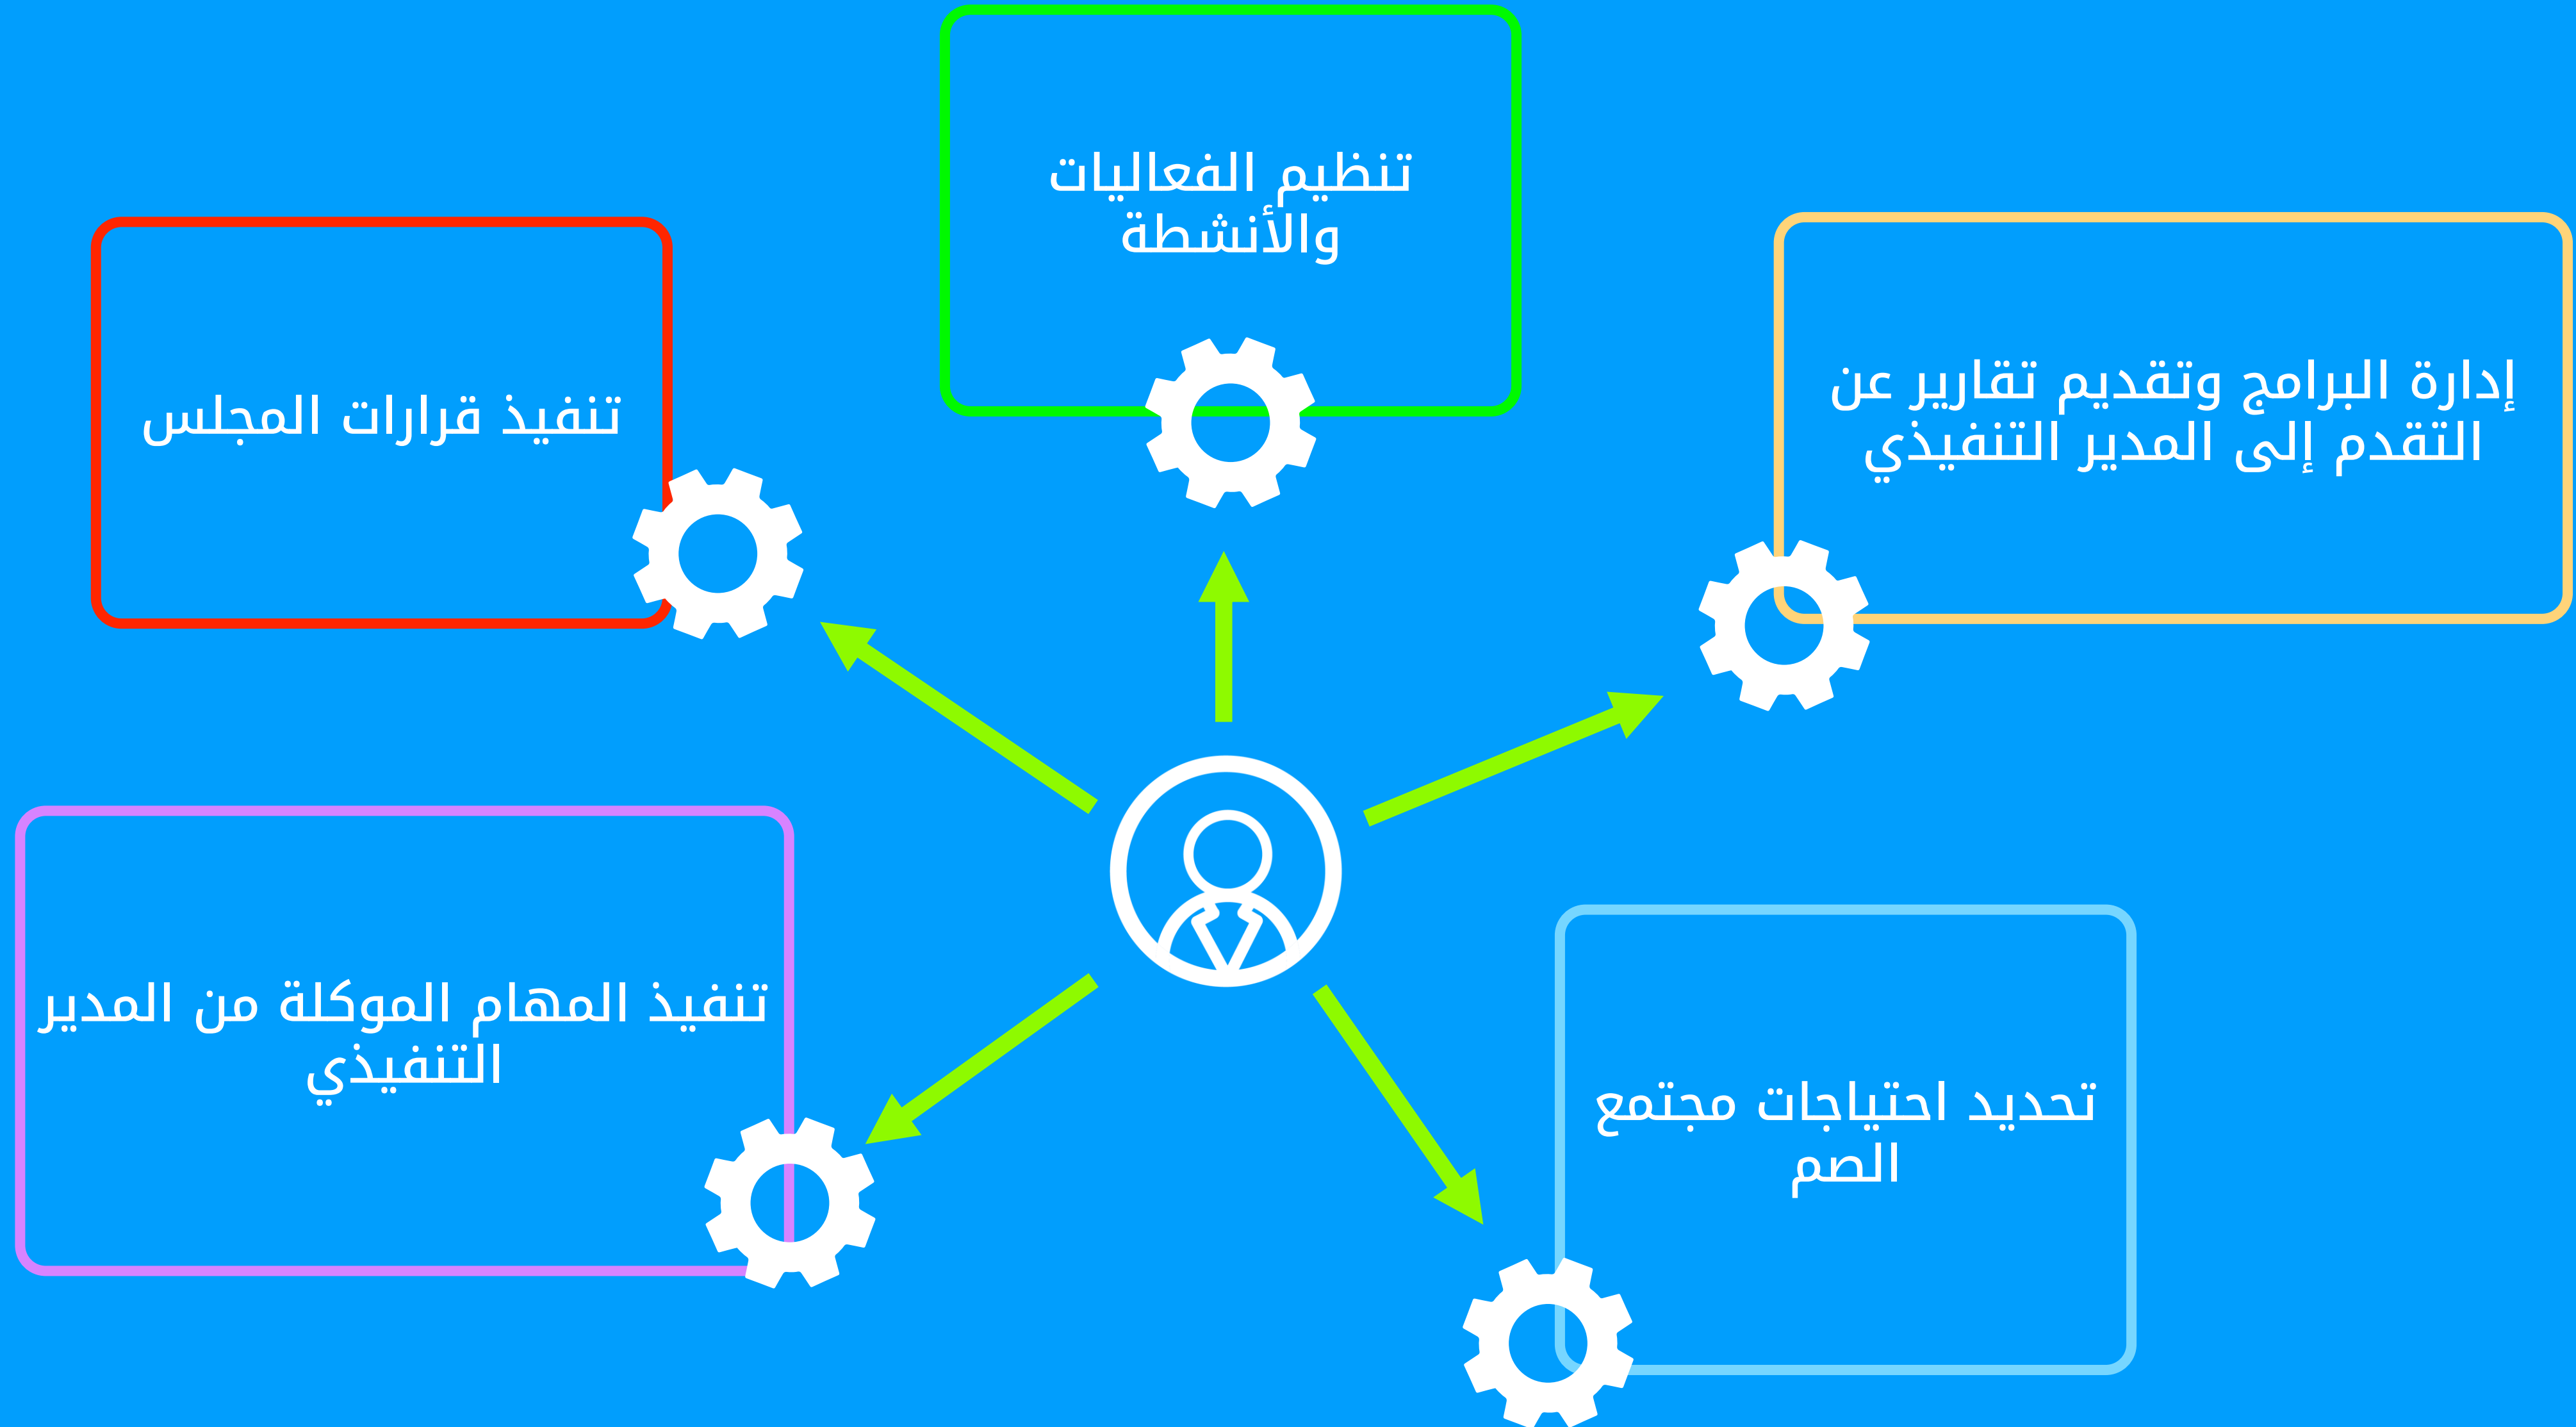 تنظيم الفعاليات
والأنشطة
إدارة البرامج وتقديم تقارير عن
التقدم إلى المدير التنفيذي
تنفيذ قرارات المجلس
تنفيذ المهام الموكلة من المدير
التنفيذي
تحديد احتياجات مجتمع
الصم